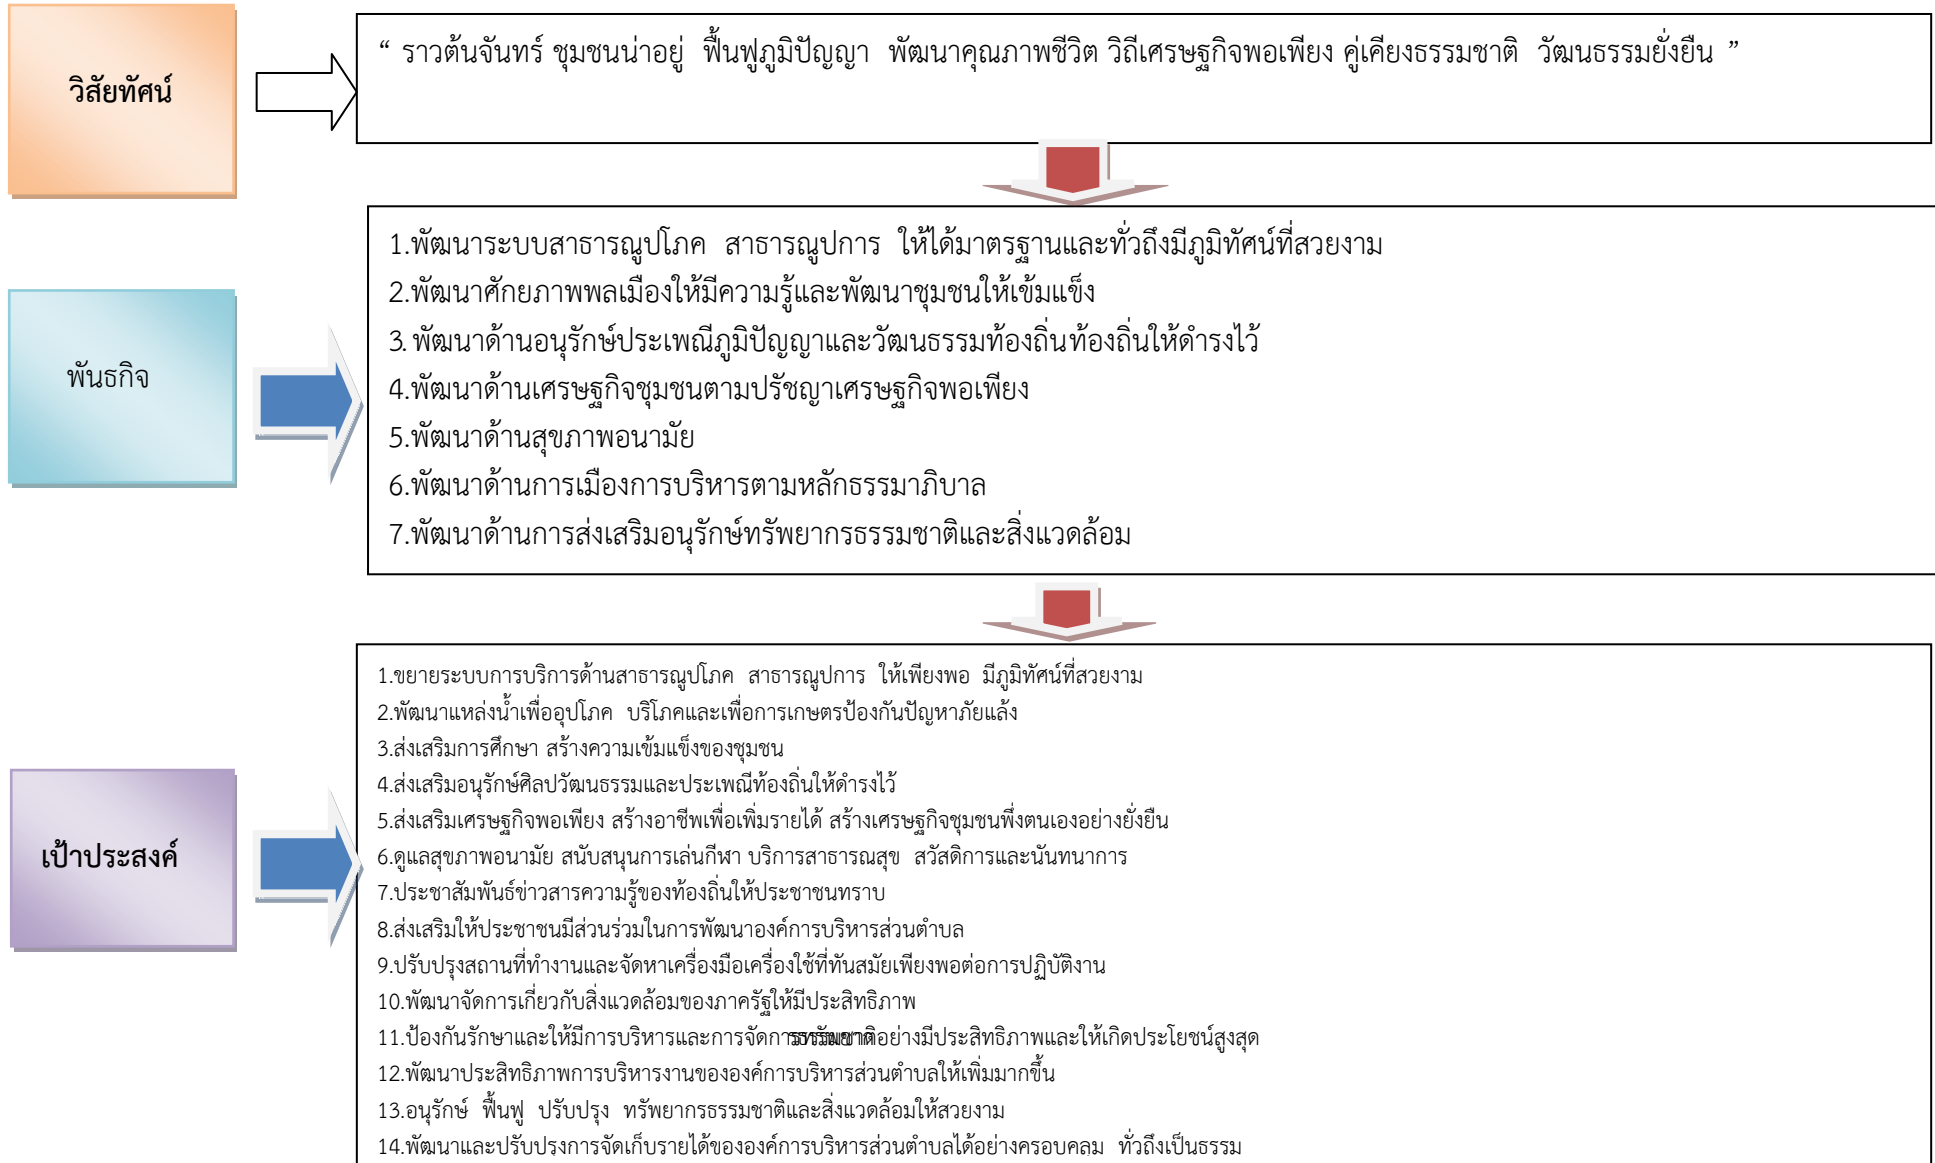 วิสัยทัศน์
“ ราวต้นจันทร์ ชุมชนน่าอยู่ ฟื้นฟูภูมิปัญญา พัฒนาคุณภาพชีวิต วิถีเศรษฐกิจพอเพียง คู่เคียงธรรมชาติ วัฒนธรรมยั่งยืน ”
พันธกิจ
1.พัฒนาระบบสาธารณูปโภค สาธารณูปการ ให้ได้มาตรฐานและทั่วถึงมีภูมิทัศน์ที่สวยงาม
2.พัฒนาศักยภาพพลเมืองให้มีความรู้และพัฒนาชุมชนให้เข้มแข็ง
3.พัฒนาด้านอนุรักษ์ประเพณีภูมิปัญญาและวัฒนธรรมท้องถิ่นท้องถิ่นให้ดำรงไว้
4.พัฒนาด้านเศรษฐกิจชุมชนตามปรัชญาเศรษฐกิจพอเพียง
5.พัฒนาด้านสุขภาพอนามัย
6.พัฒนาด้านการเมืองการบริหารตามหลักธรรมาภิบาล
7.พัฒนาด้านการส่งเสริมอนุรักษ์ทรัพยากรธรรมชาติและสิ่งแวดล้อม
เป้าประสงค์
1.ขยายระบบการบริการด้านสาธารณูปโภค สาธารณูปการ ให้เพียงพอ มีภูมิทัศน์ที่สวยงาม
2.พัฒนาแหล่งน้ำเพื่ออุปโภค บริโภคและเพื่อการเกษตรป้องกันปัญหาภัยแล้ง
3.ส่งเสริมการศึกษา สร้างความเข้มแข็งของชุมชน
4.ส่งเสริมอนุรักษ์ศิลปวัฒนธรรมและประเพณีท้องถิ่นให้ดำรงไว้
5.ส่งเสริมเศรษฐกิจพอเพียง สร้างอาชีพเพื่อเพิ่มรายได้ สร้างเศรษฐกิจชุมชนพึ่งตนเองอย่างยั่งยืน
6.ดูแลสุขภาพอนามัย สนับสนุนการเล่นกีฬา บริการสาธารณสุข สวัสดิการและนันทนาการ
7.ประชาสัมพันธ์ข่าวสารความรู้ของท้องถิ่นให้ประชาชนทราบ
8.ส่งเสริมให้ประชาชนมีส่วนร่วมในการพัฒนาองค์การบริหารส่วนตำบล
9.ปรับปรุงสถานที่ทำงานและจัดหาเครื่องมือเครื่องใช้ที่ทันสมัยเพียงพอต่อการปฏิบัติงาน
10.พัฒนาจัดการเกี่ยวกับสิ่งแวดล้อมของภาครัฐให้มีประสิทธิภาพ
11.ป้องกันรักษาและให้มีการบริหารและการจัดการ อย่างมีประสิทธิภาพและให้เกิดประโยชน์สูงสุด
12.พัฒนาประสิทธิภาพการบริหารงานขององค์การบริหารส่วนตำบลให้เพิ่มมากขึ้น
13.อนุรักษ์ ฟื้นฟู ปรับปรุง ทรัพยากรธรรมชาติและสิ่งแวดล้อมให้สวยงาม
14.พัฒนาและปรับปรุงการจัดเก็บรายได้ขององค์การบริหารส่วนตำบลได้อย่างครอบคลุม ทั่วถึงเป็นธรรม